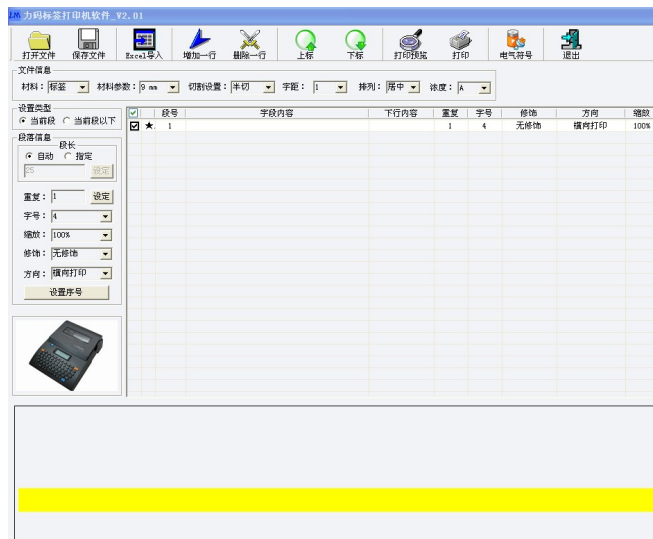 LM 力码标签打印机软件_V2.01
打开文件 保存文件 Excel导入 增加一行 删除一行 上标 下标 打印预览 打印 电气符号 退出
文件信息
材料: 标签 材料参数: 9 mm 切割设置: 半切 字距: 1 排列: 居中 浓度: A
设置类型
当前段 当前段以下
段号 字段内容 下行内容 重复 字号 修饰 方向 缩放
★ 1 1 4 无修饰 横向打印 100%
段落信息
段长
自动 指定
25 设定
重复: 1 设定
字号: 4
缩放: 100%
修饰: 无修饰
方向: 横向打印
设置序号